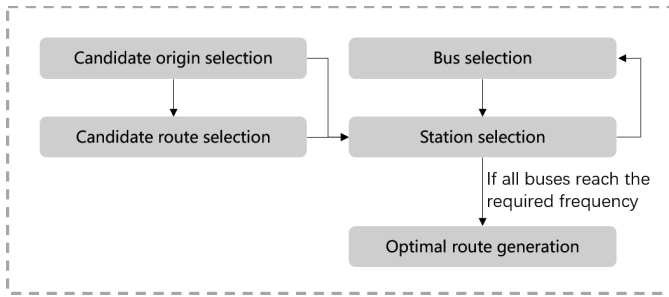 Candidate origin selection
Bus selection
Candidate route selection
Station selection
If all buses reach the
required frequency
Optimal route generation